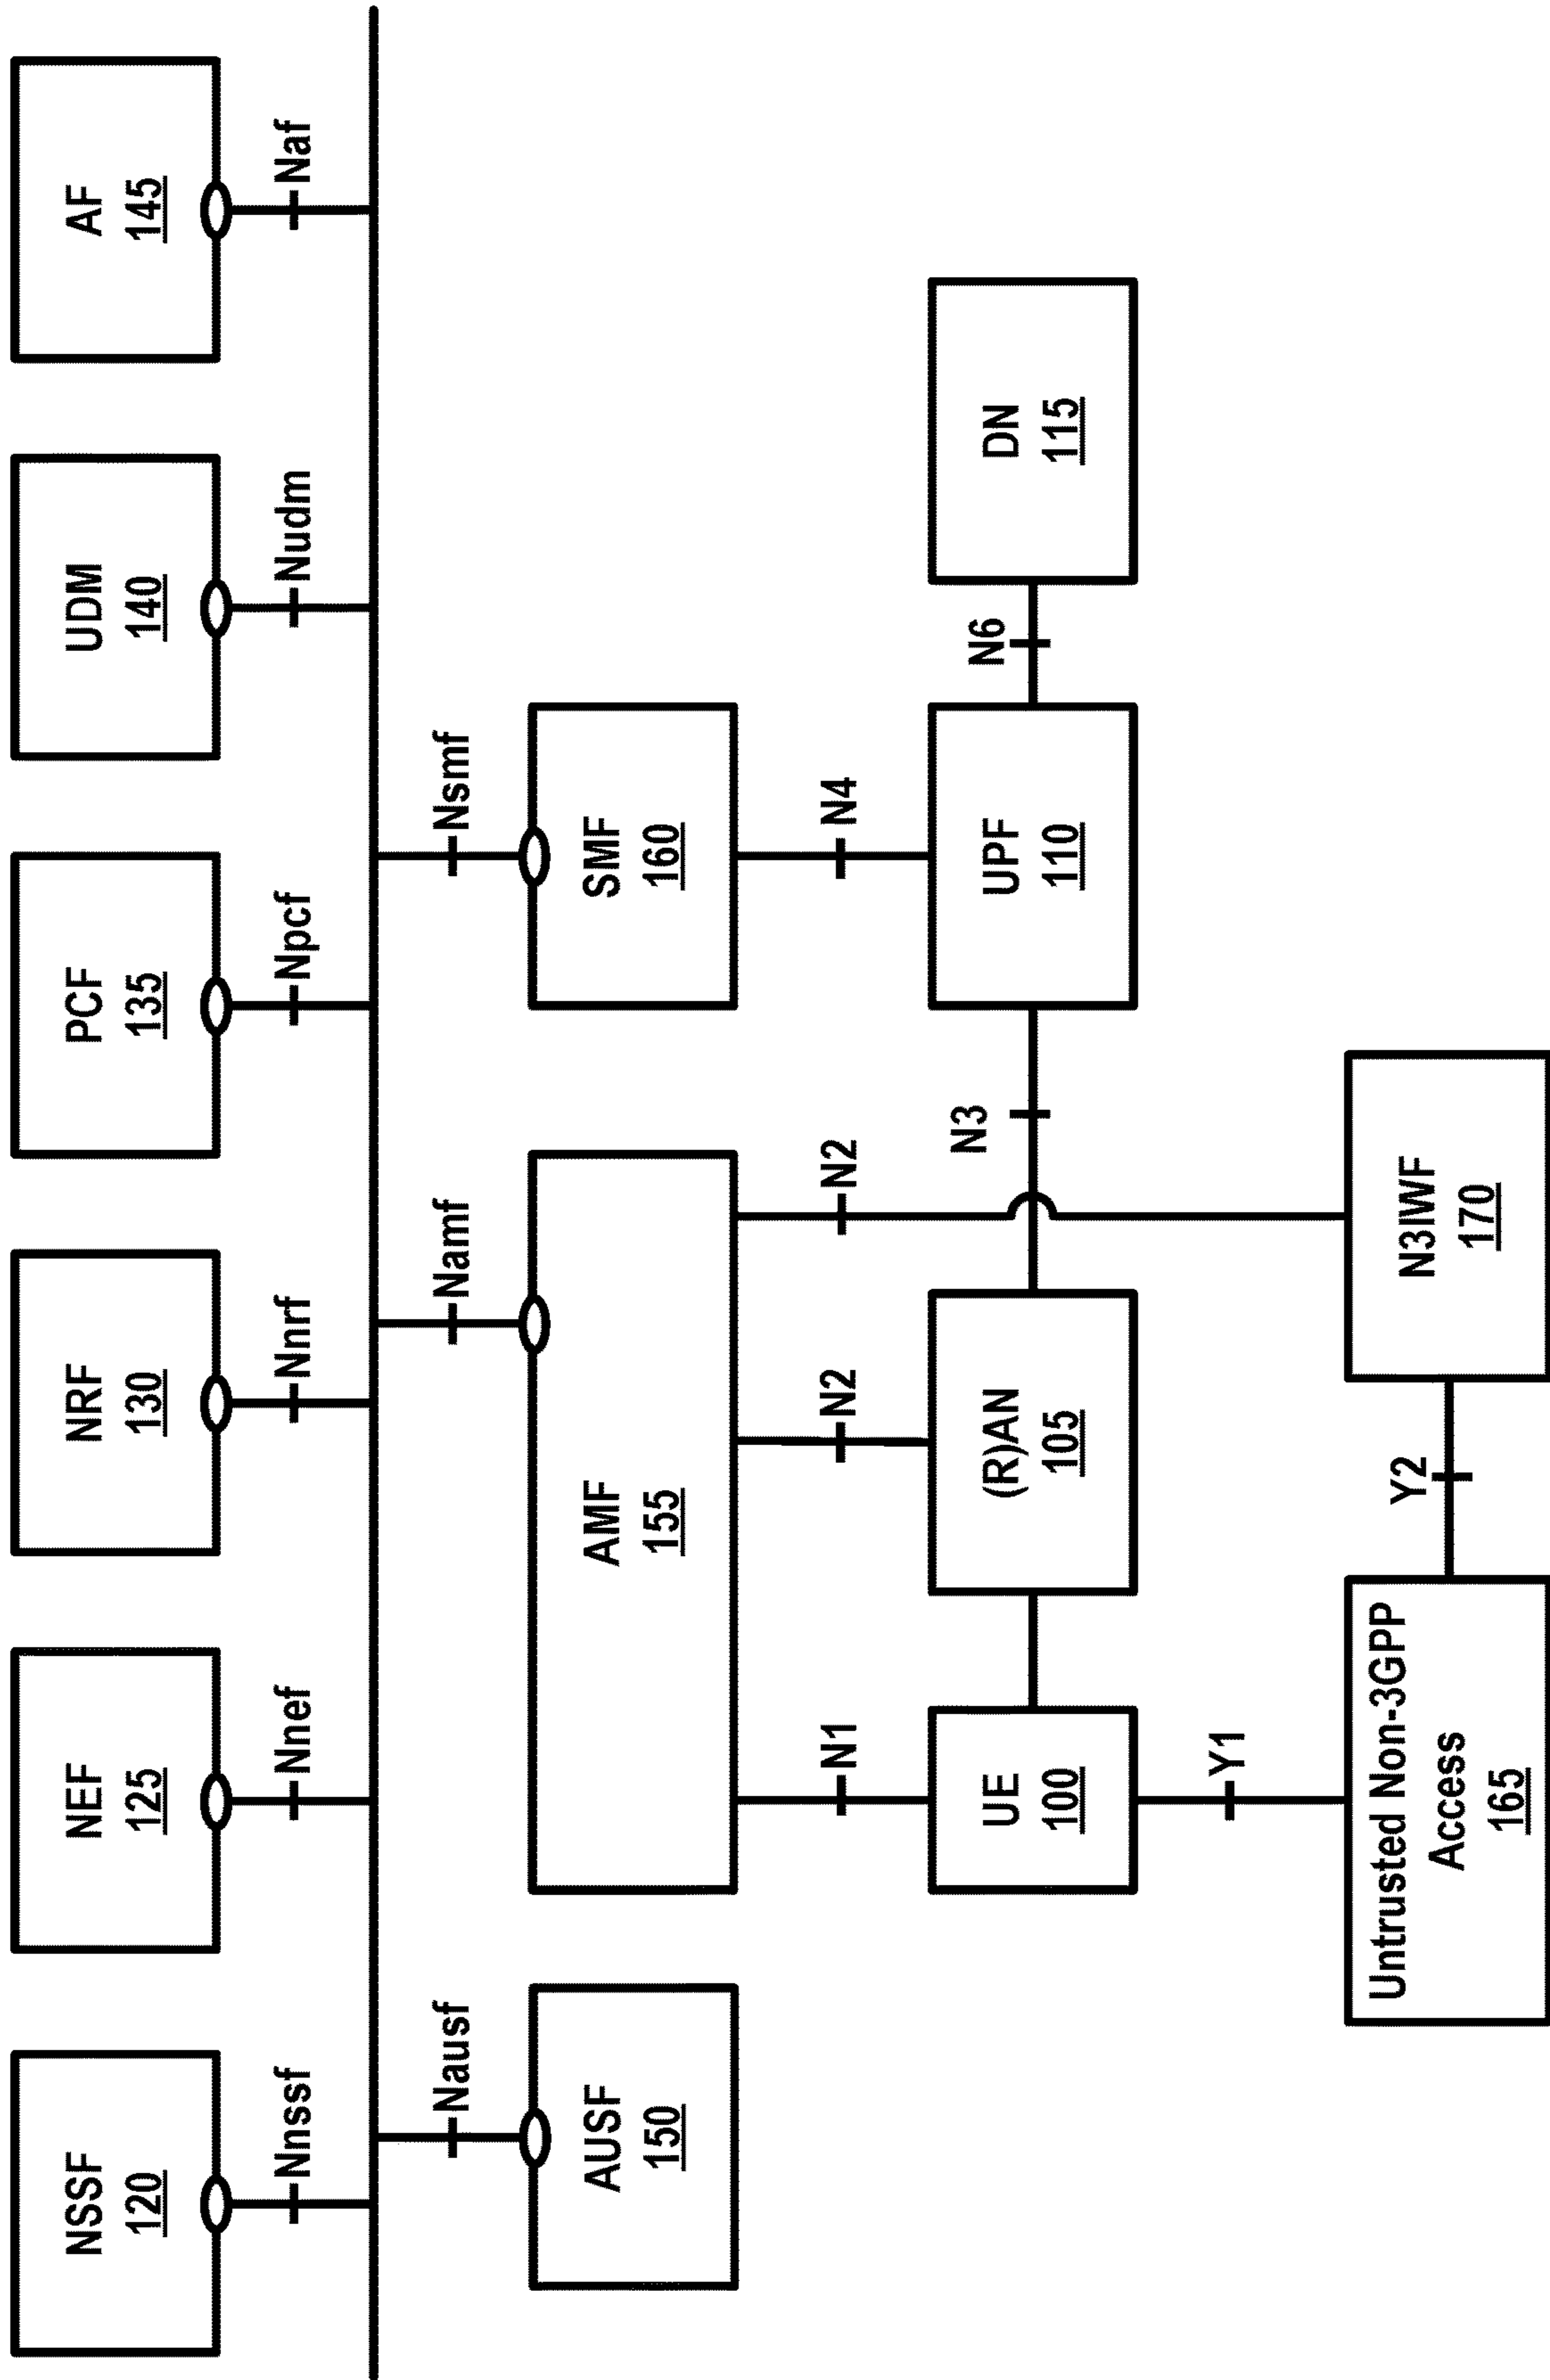 NSSF
120
NEF
125
NRF
130
PCF
135
UDM
140
AF
145
Nnssf
Nnef
Nnrf
Npcf
Nudm
Naf
Nausf
Namf
Nsmf
AUSF
150
AMF
155
SMF
160
N1
N2
N2
N4
UE
100
(R)AN
105
N3
UPF
110
N6
DN
115
Y1
Untrusted Non-3GPP
Access
165
Y2
N3IWF
170